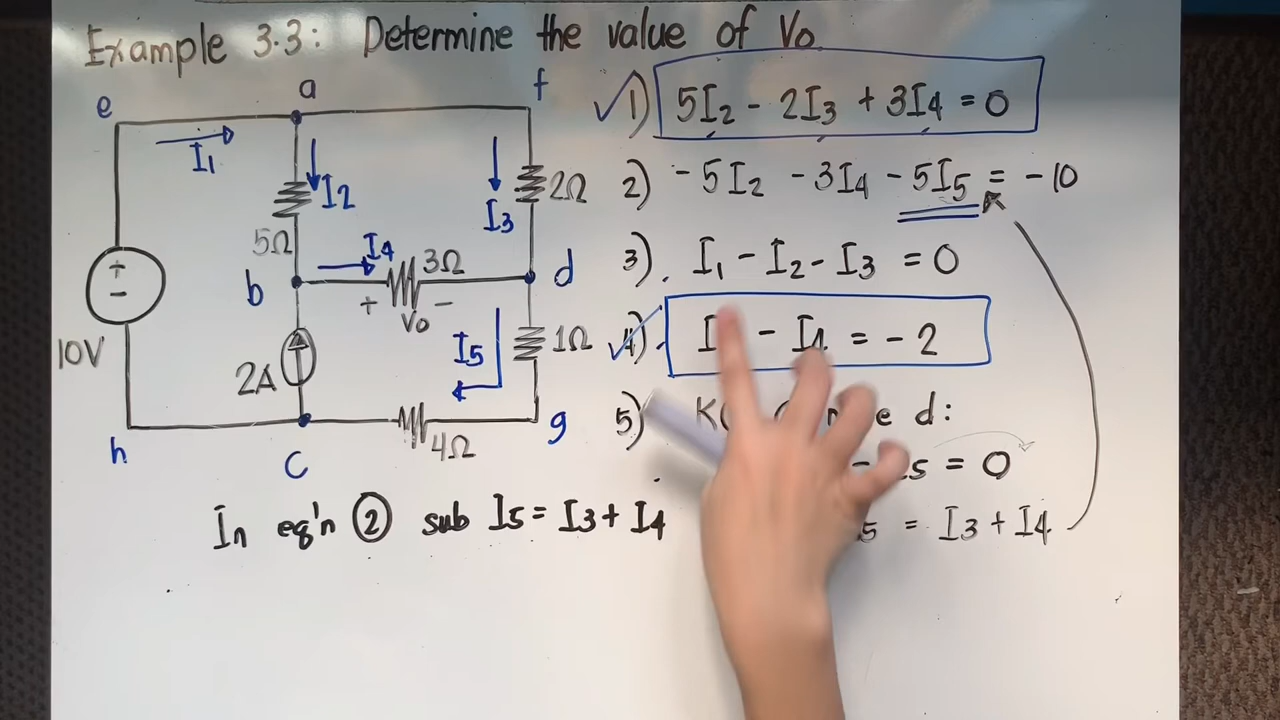 Example 3.3: Determine the value of Vo
e
a
f
I1
I2
5Ω
I3
2Ω
b
I4
3Ω
d
+
-
+ Vo -
10V
2A
I5
1Ω
h
c
4Ω
g
1) 5I2 - 2I3 + 3I4 = 0
2) -5I2 - 3I4 - 5I5 = -10
3). I1 - I2 - I3 = 0
4). I - I4 = -2
5) d:
= 0
5 = I3 + I4
In eq'n ② sub I5 = I3 + I4